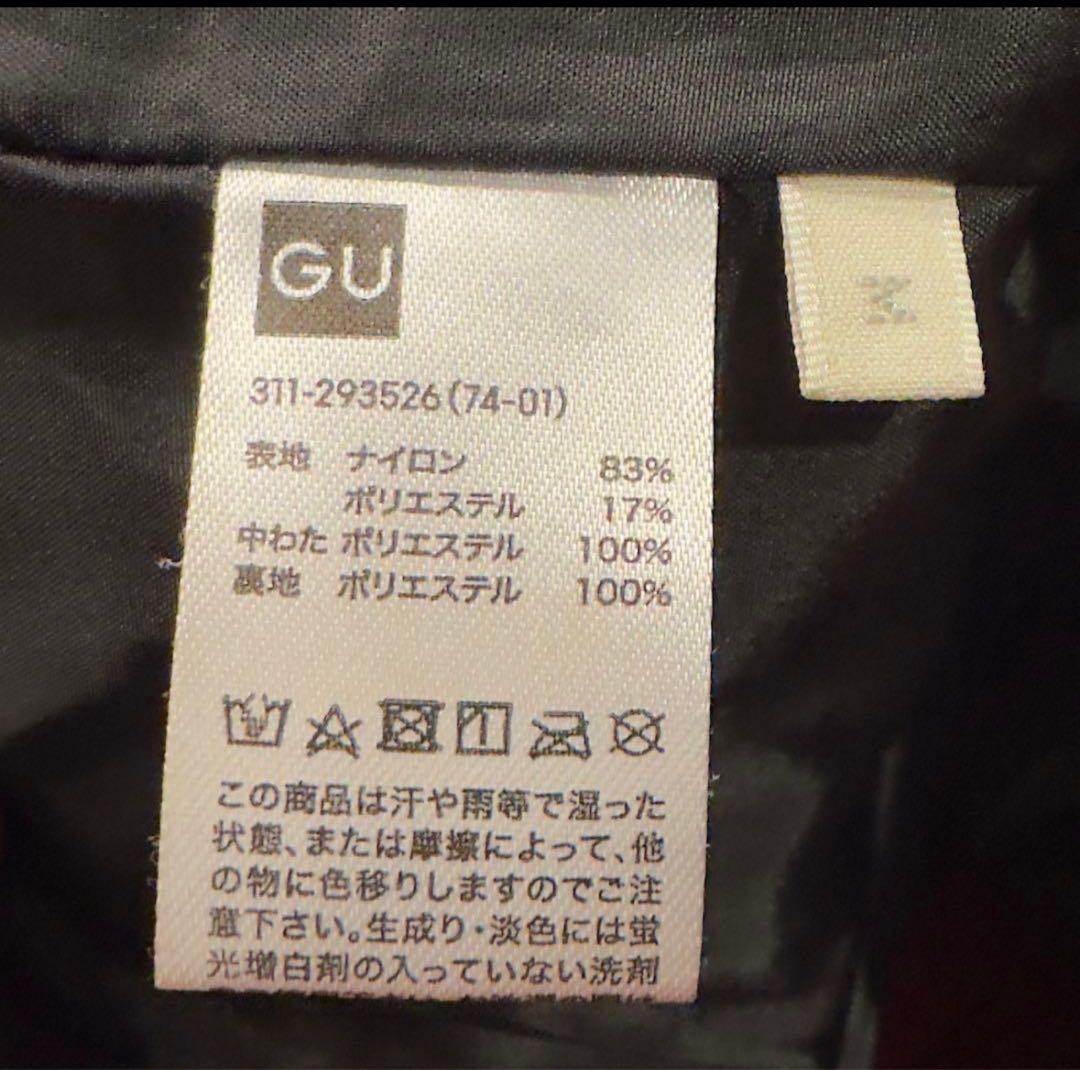 GU
311-293526(74-01)
表地 ナイロン 83%
ポリエステル 17%
中わた ポリエステル 100%
裏地 ポリエステル 100%
この商品は汗や雨等で湿った
状態、または摩擦によって、他
の物に色移りしますのでご注
意下さい。生成り・淡色には蛍
光増白剤の入っていない洗剤